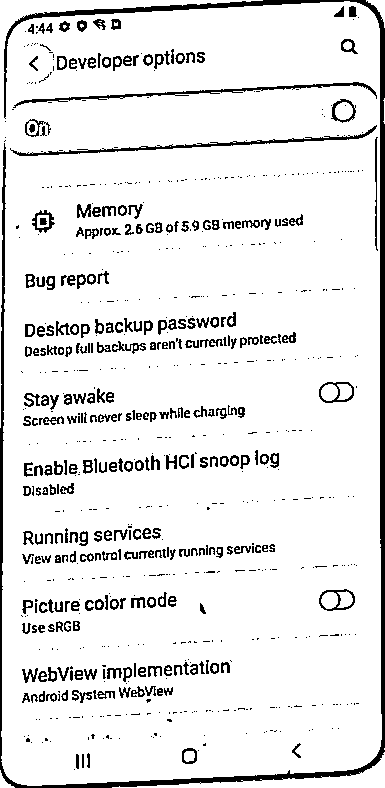 4:44
Developer options
On
Memory
Approx. 2.6 GB of 5.9 GB memory used
Bug report
Desktop backup password
Desktop full backups aren't currently protected
Stay awake
Screen will never sleep while charging
Enable Bluetooth HCI snoop log
Disabled
Running services
View and control currently running services
Picture color mode
Use sRGB
WebView implementation
Android System WebView